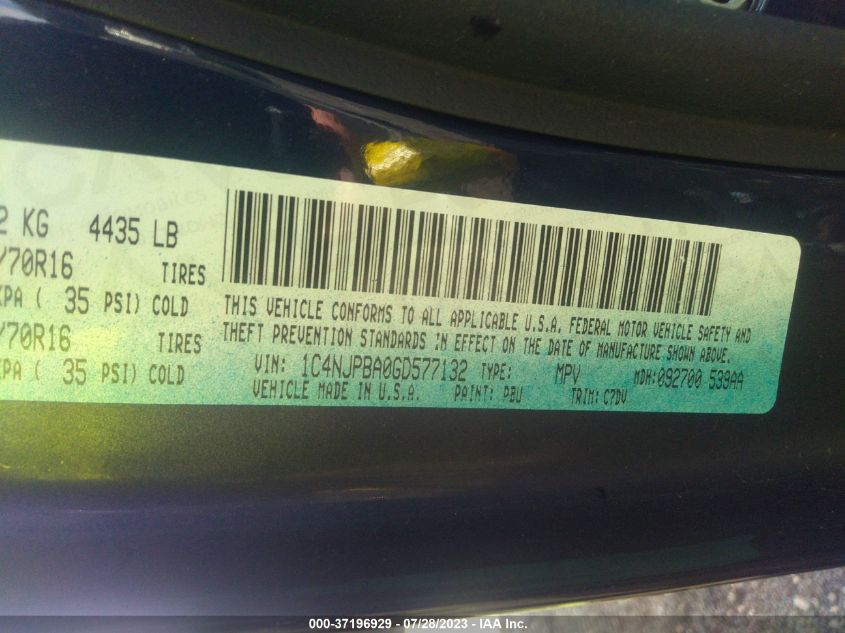 2 KG 4435 LB
/70R16 TIRES
KPA ( 35 PSI) COLD
/70R16 TIRES
KPA ( 35 PSI) COLD
THIS VEHICLE CONFORMS TO ALL APPLICABLE U.S.A. FEDERAL MOTOR VEHICLE SAFETY AND
THEFT PREVENTION STANDARDS IN EFFECT ON THE DATE OF MANUFACTURE SHOWN ABOVE.
VIN: 1C4NJPBA0GD577132 TYPE: MPV MDH:092700 539AA
VEHICLE MADE IN U.S.A. PAINT: PBU TRIM: C7DV
000-37196929 - 07/28/2023 - IAA Inc.